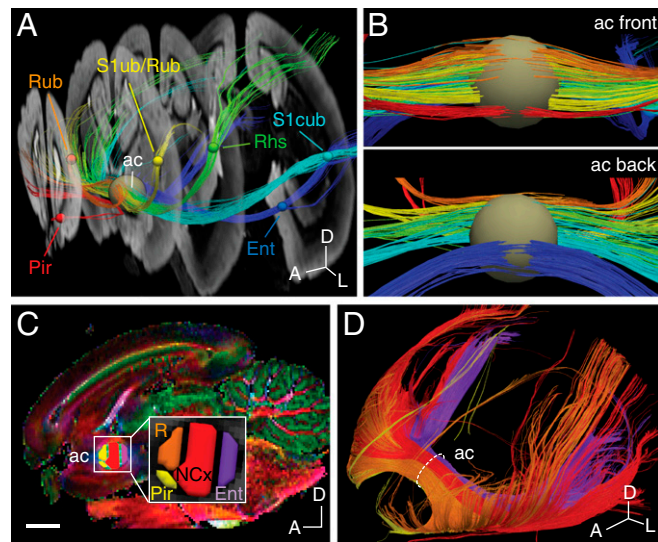 A
Rub
S1ub/Rub
S1cub
ac
Rhs
Pir
Ent
D
A
L
B
ac front
ac back
C
ac
R
NCx
Pir
Ent
D
A
D
ac
D
A
L